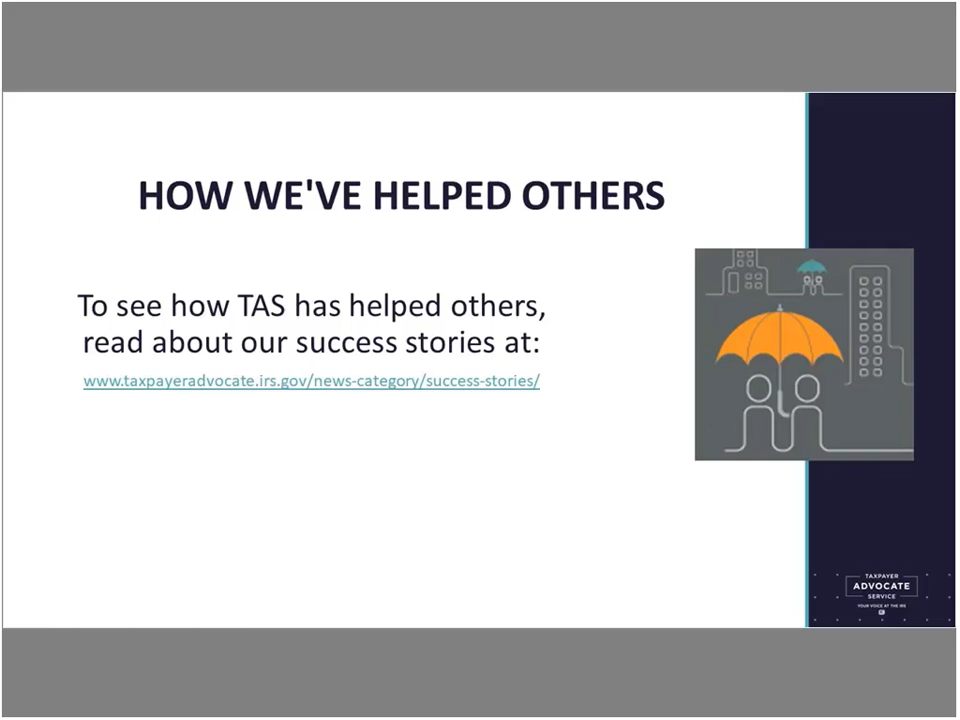 HOW WE'VE HELPED OTHERS
To see how TAS has helped others,
read about our success stories at:
www.taxpayeradvocate.irs.gov/news-category/success-stories/
TAXPAYER
ADVOCATE
SERVICE
YOUR VOICE AT THE IRS